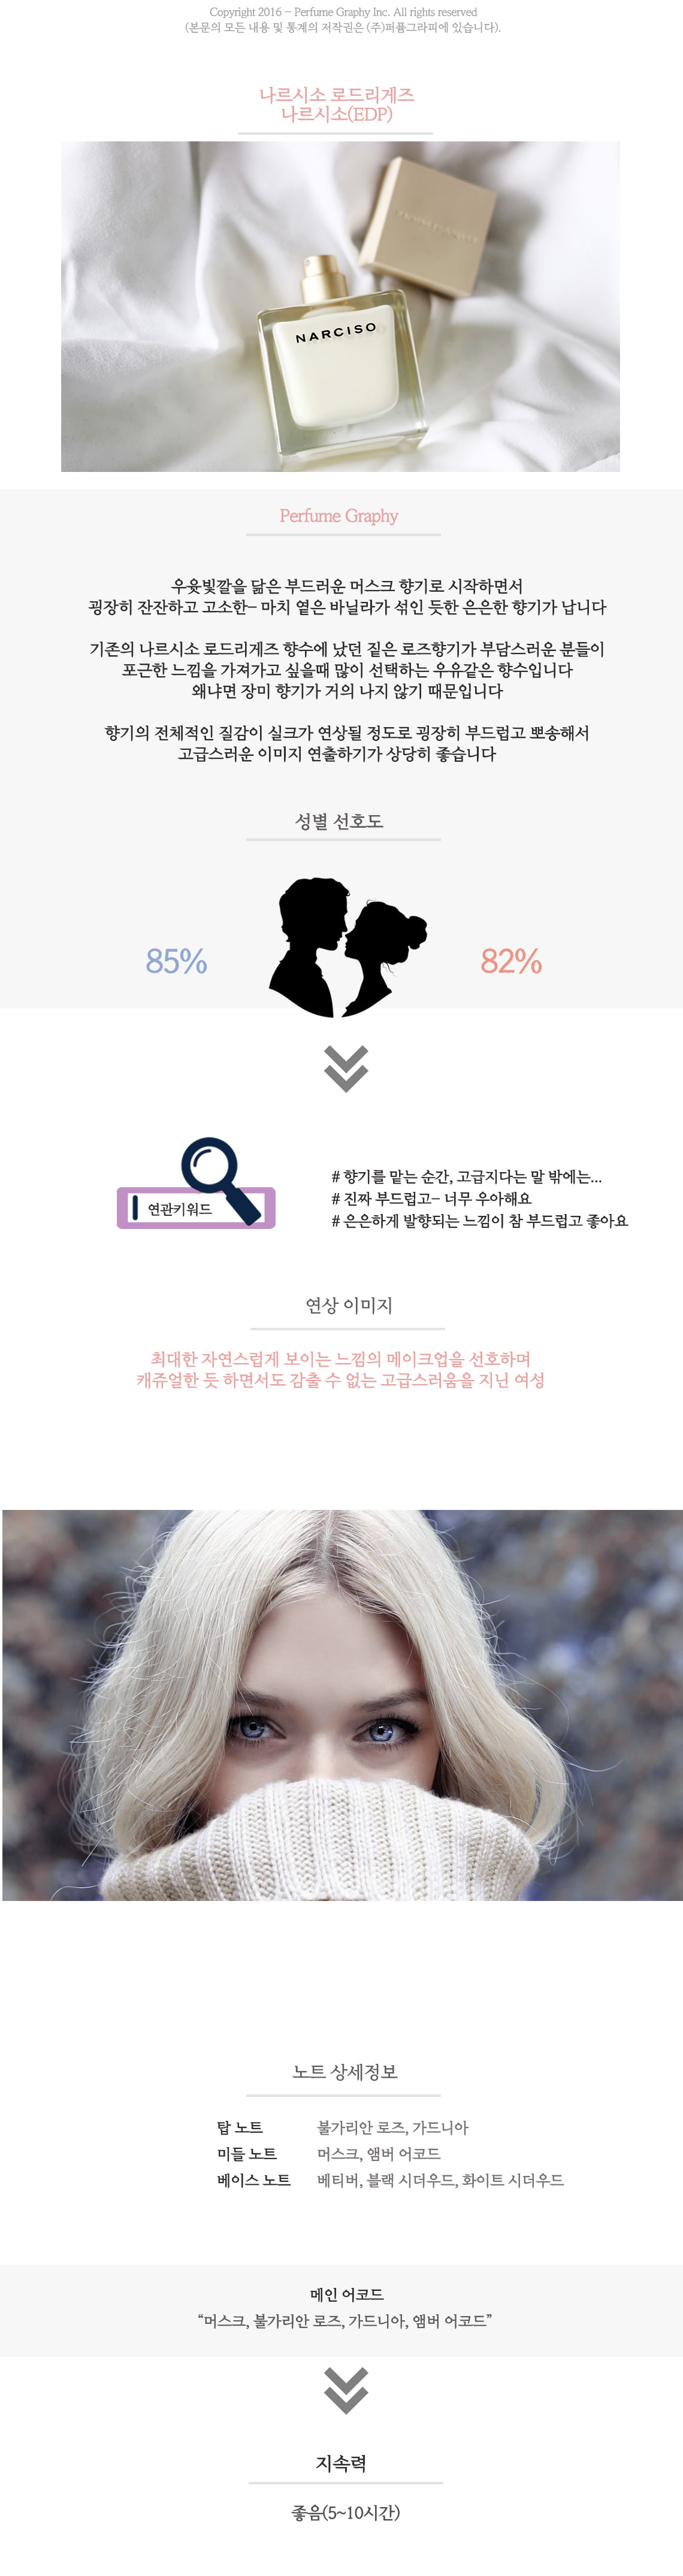 Copyright 2016 - Perfume Graphy Inc. All rights reserved
(본문의 모든 내용 및 통계의 저작권은 (주)퍼퓸그라피에 있습니다).
나르시소 로드리게즈
나르시소(EDP)
NARCISO
Perfume Graphy
우윳빛깔을 닮은 부드러운 머스크 향기로 시작하면서
굉장히 잔잔하고 고소한- 마치 옅은 바닐라가 섞인 듯한 은은한 향기가 납니다
기존의 나르시소 로드리게즈 향수에 났던 짙은 로즈향기가 부담스러운 분들이
포근한 느낌을 가져가고 싶을때 많이 선택하는 우유같은 향수입니다
왜냐면 장미 향기가 거의 나지 않기 때문입니다
향기의 전체적인 질감이 실크가 연상될 정도로 굉장히 부드럽고 뽀송해서
고급스러운 이미지 연출하기가 상당히 좋습니다
성별 선호도
85%
82%
연관키워드
# 향기를 맡는 순간, 고급지다는 말 밖에는...
# 진짜 부드럽고- 너무 우아해요
# 은은하게 발향되는 느낌이 참 부드럽고 좋아요
연상 이미지
최대한 자연스럽게 보이는 느낌의 메이크업을 선호하며
캐쥬얼한 듯 하면서도 감출 수 없는 고급스러움을 지닌 여성
노트 상세정보
탑 노트 불가리안 로즈, 가드니아
미들 노트 머스크, 앰버 어코드
베이스 노트 베티버, 블랙 시더우드, 화이트 시더우드
메인 어코드
“머스크, 불가리안 로즈, 가드니아, 앰버 어코드”
지속력
좋음(5~10시간)